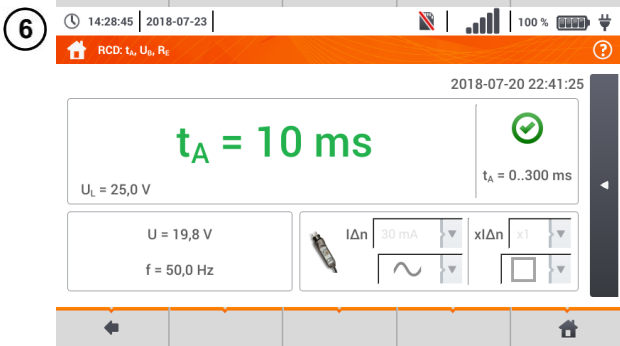 6
14:28:45 2018-07-23 100 %
RCD: tA, UB, RE ?
2018-07-20 22:41:25
tA = 10 ms
tA = 0..300 ms
UL = 25,0 V
U = 19,8 V
f = 50,0 Hz
IΔn 30 mA xIΔn x1